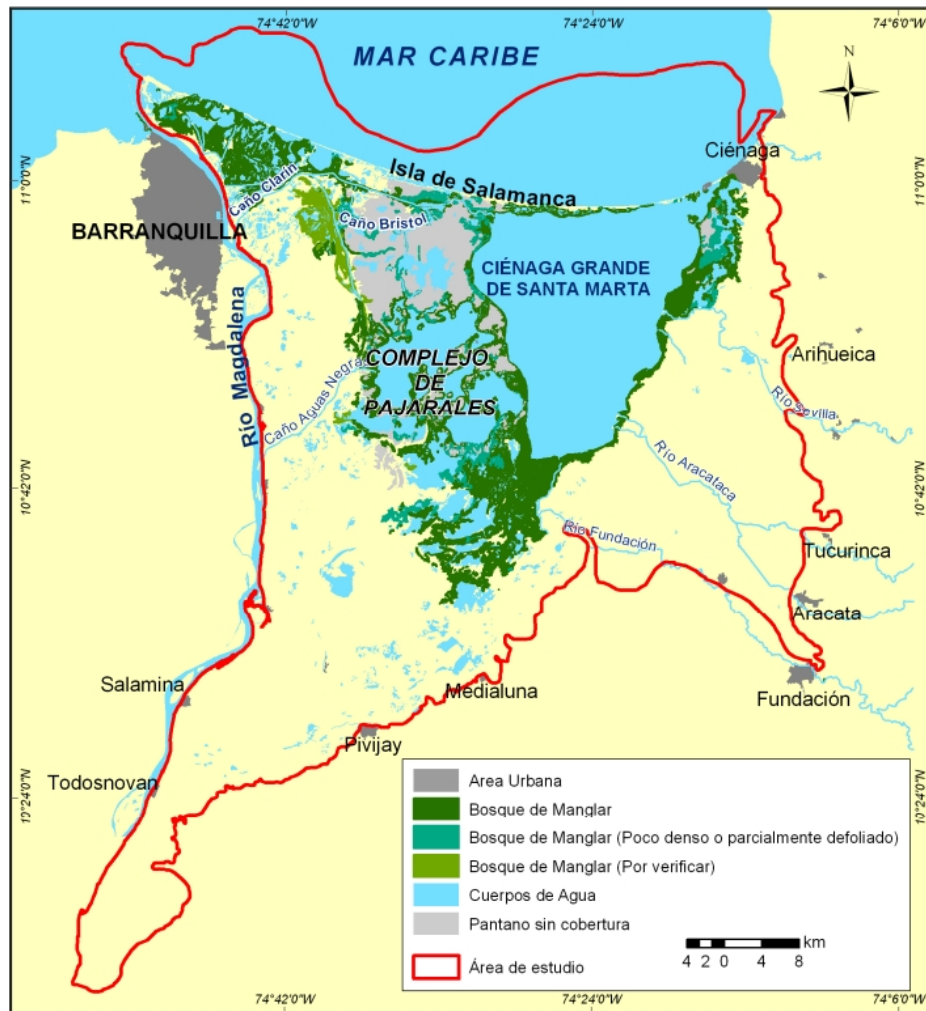 74°42'0"W
74°24'0"W
74°6'0"W
MAR CARIBE
N
Ciénaga
11°0'0"N
11°0'0"N
Isla de Salamanca
Caño Clarín
Caño Bristol
BARRANQUILLA
CIÉNAGA GRANDE
DE SANTA MARTA
Río Magdalena
Arihueica
COMPLEJO
DE
PAJARALES
Caño Aguas Negras
Río Sevilla
Río Aracataca
10°42'0"N
10°42'0"N
Río Fundación
Tucurinca
Aracata
Salamina
Medialuna
Fundación
Pivijay
Todosnovan
10°24'0"N
10°24'0"N
Area Urbana
Bosque de Manglar
Bosque de Manglar (Poco denso o parcialmente defoliado)
Bosque de Manglar (Por verificar)
Cuerpos de Agua
Pantano sin cobertura
Área de estudio
km
4 2 0 4 8
74°42'0"W
74°24'0"W
74°6'0"W